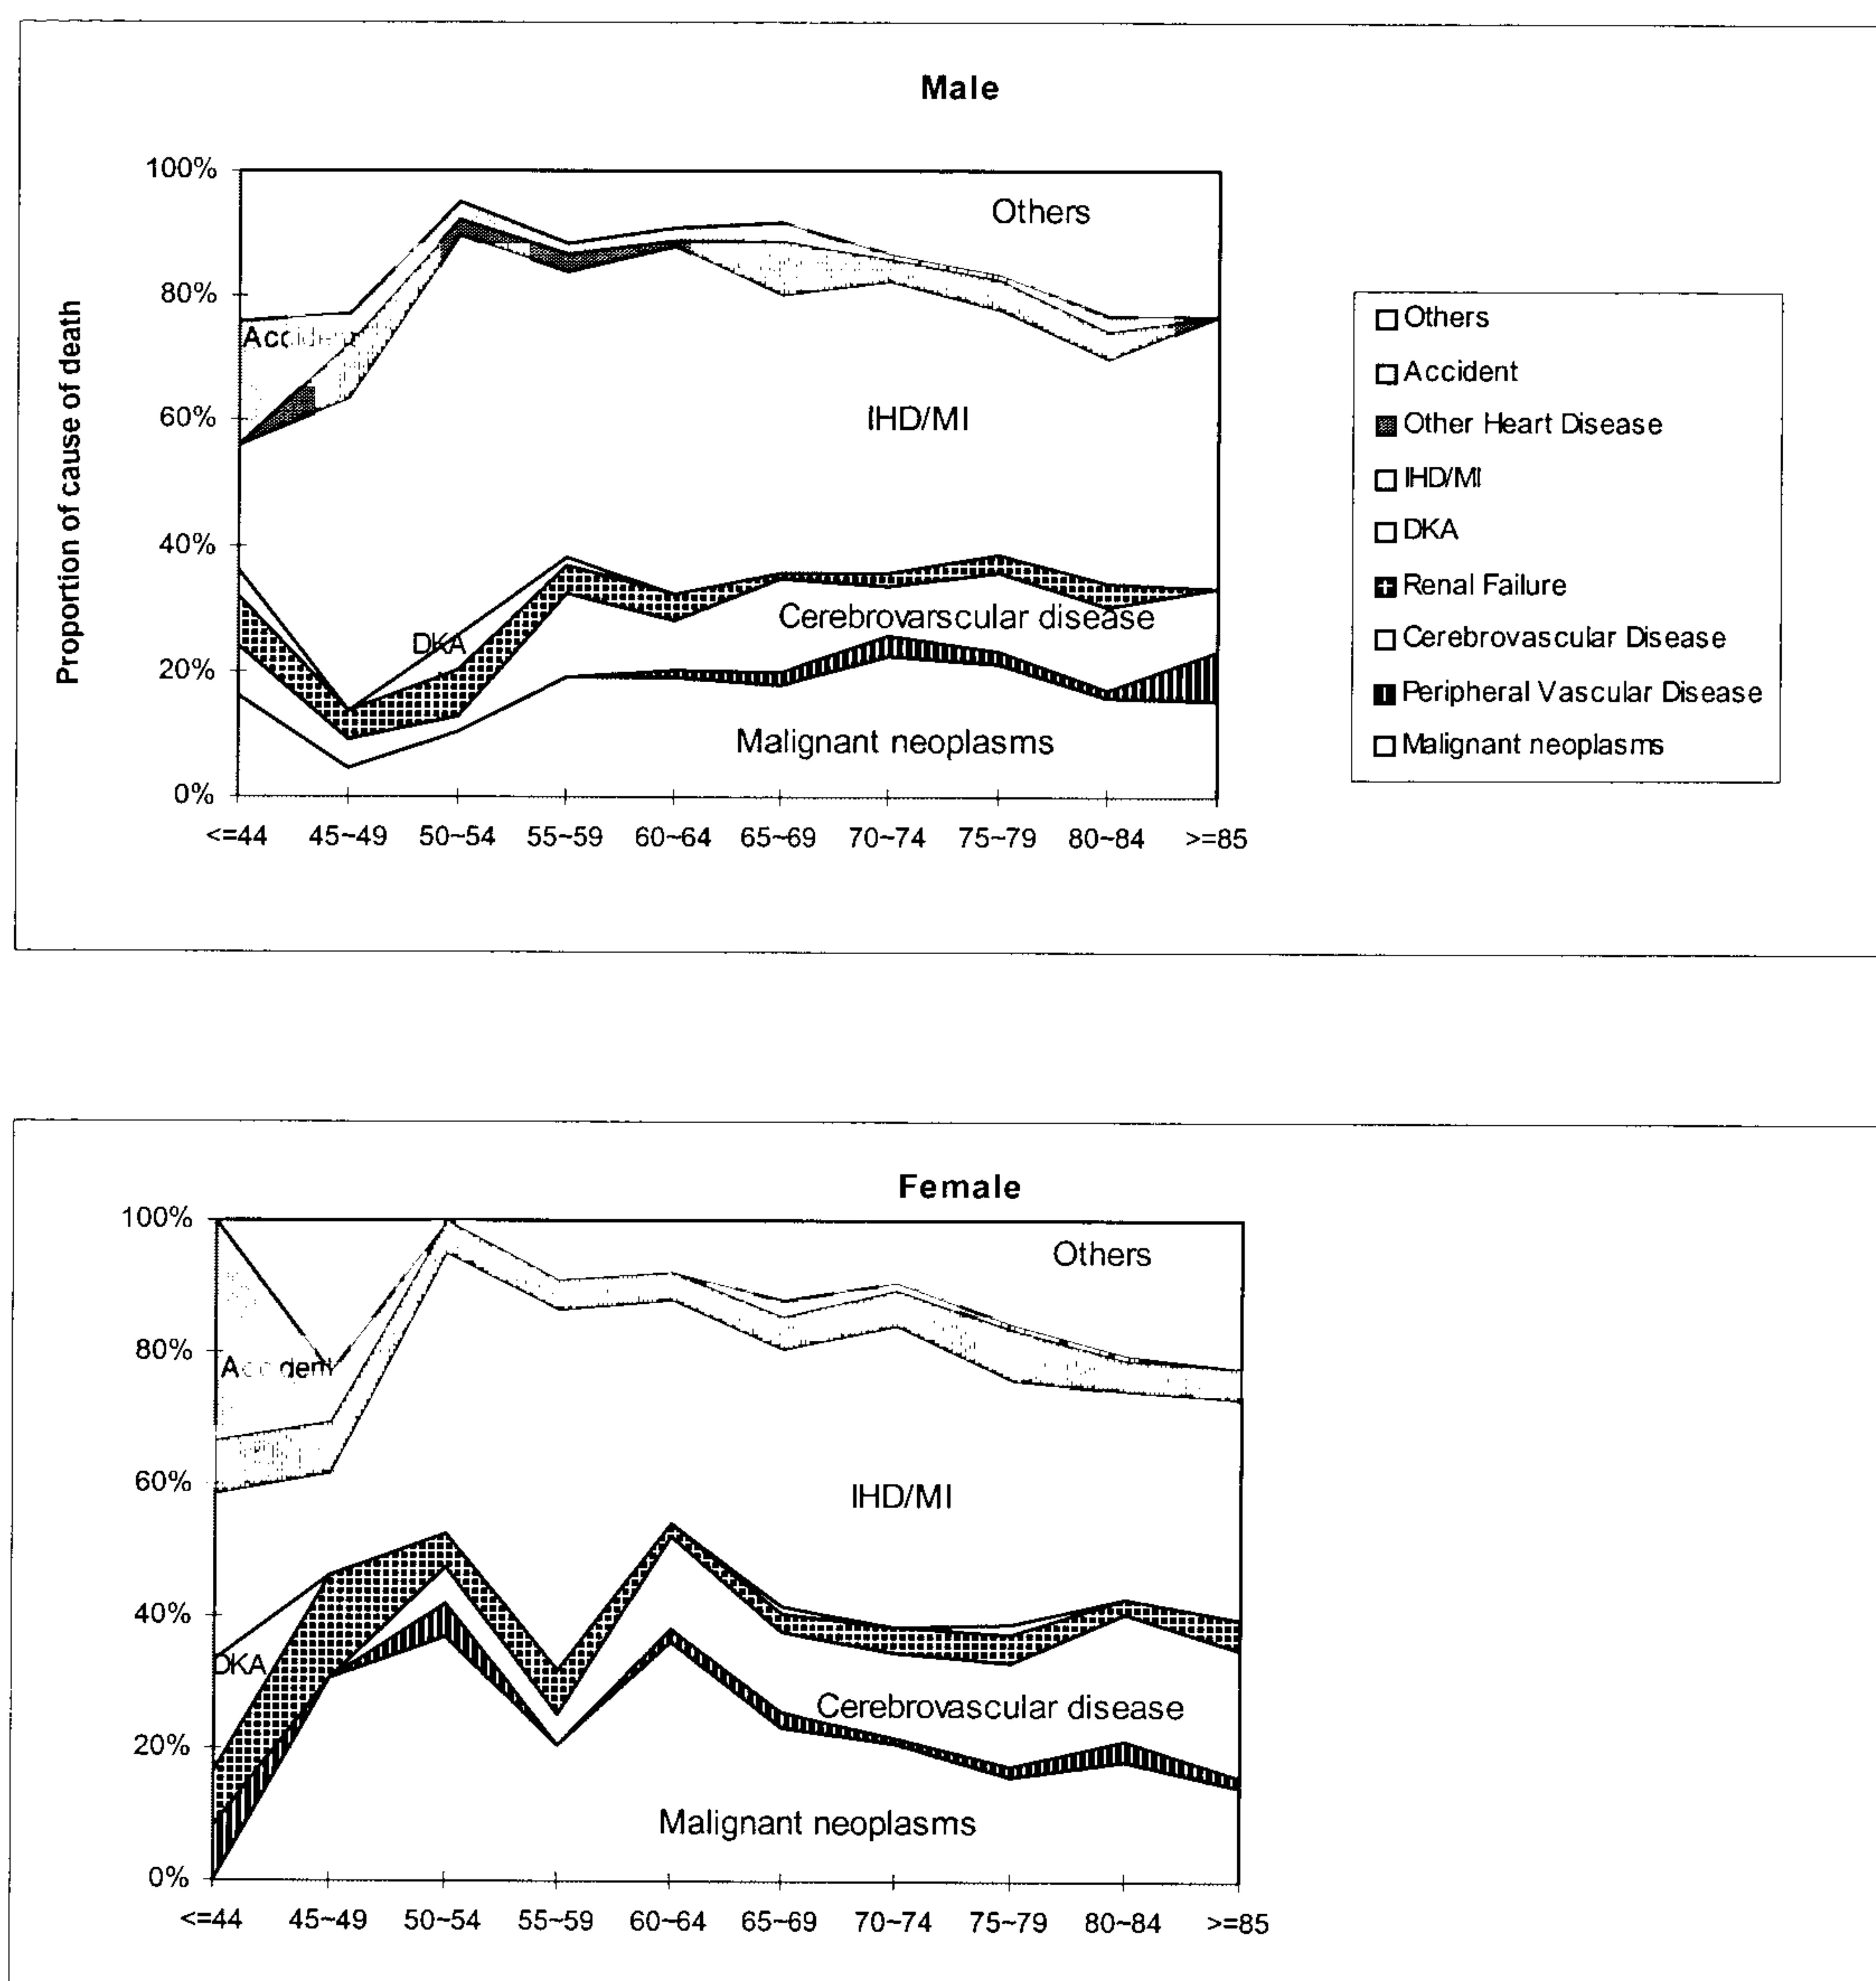 Male
Proportion of cause of death
100%
80%
60%
40%
20%
0%
Others
Accident
IHD/MI
DKA
Cerebrovarscular disease
Malignant neoplasms
<=44 45~49 50~54 55~59 60~64 65~69 70~74 75~79 80~84 >=85
Others
Accident
Other Heart Disease
IHD/MI
DKA
Renal Failure
Cerebrovascular Disease
Peripheral Vascular Disease
Malignant neoplasms
Female
100%
80%
60%
40%
20%
0%
Others
Accident
IHD/MI
DKA
Cerebrovascular disease
Malignant neoplasms
<=44 45~49 50~54 55~59 60~64 65~69 70~74 75~79 80~84 >=85